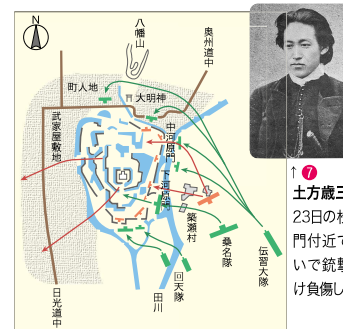 N
八幡山
奥州道中
町人地
大明神
中河原門
武家屋敷地
下河原門
簗瀬村
桑名隊
伝習大隊
回天隊
田川
日光道中
↑❼
土方歳三
23日の
門付近で
いで銃撃
け負傷し